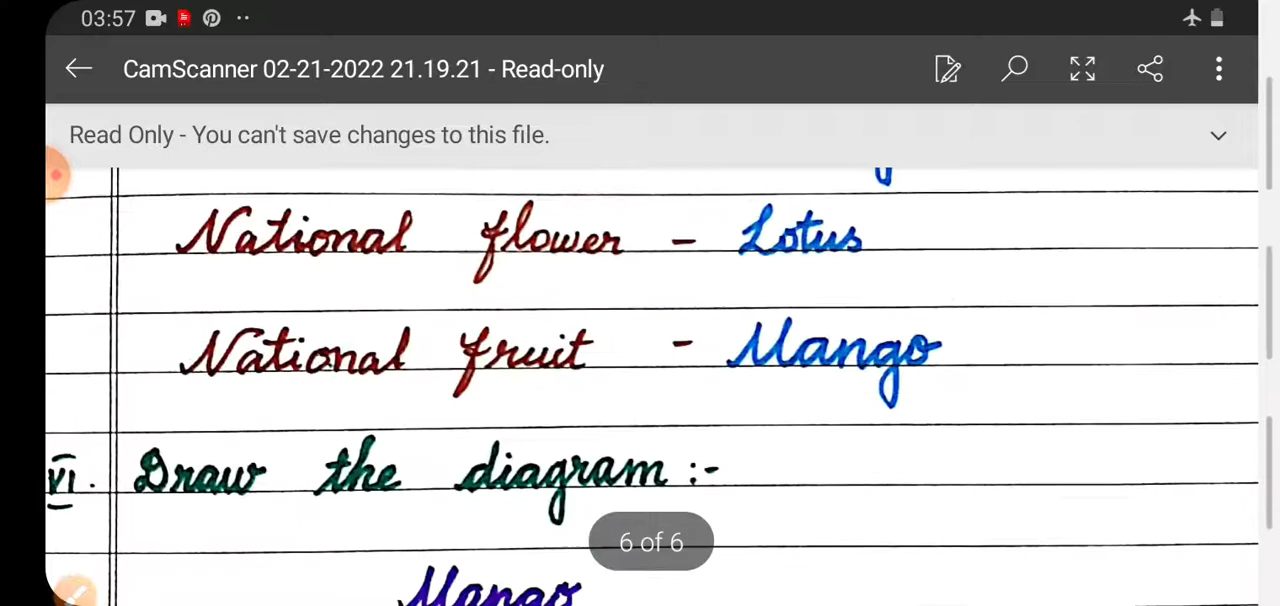 03:57
CamScanner 02-21-2022 21.19.21 - Read-only
Read Only - You can't save changes to this file.
National flower - Lotus
National fruit - Mango
VI. Draw the diagram :-
6 of 6
Mango